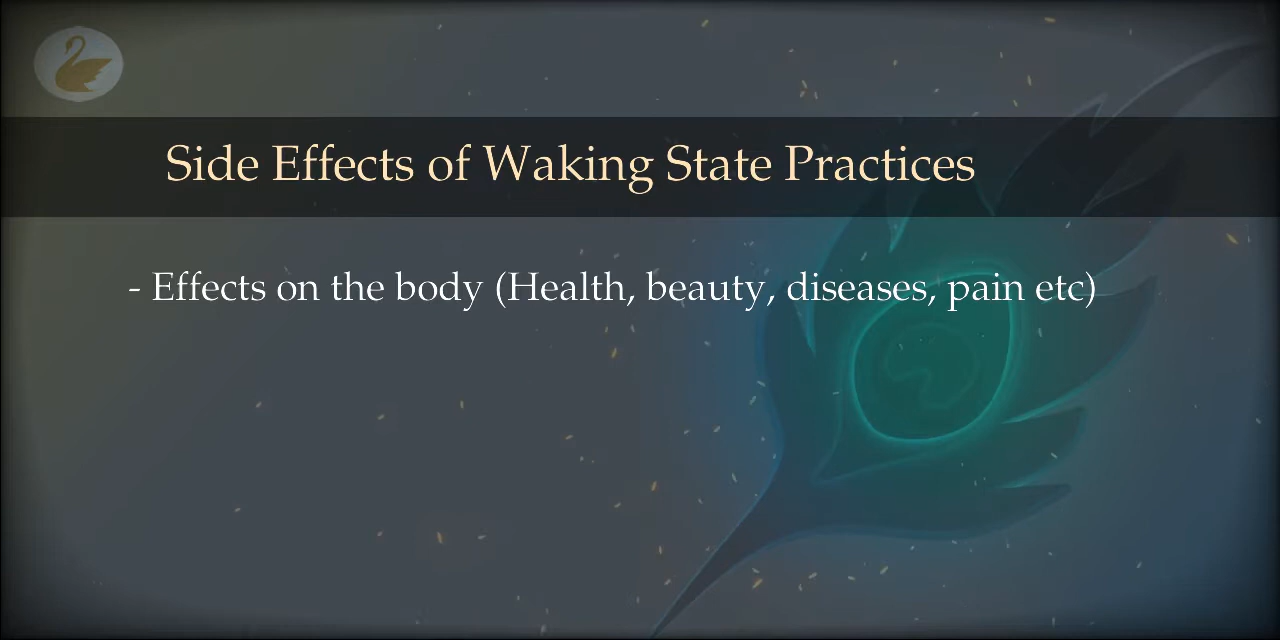 Side Effects of Waking State Practices
- Effects on the body (Health, beauty, diseases, pain etc)